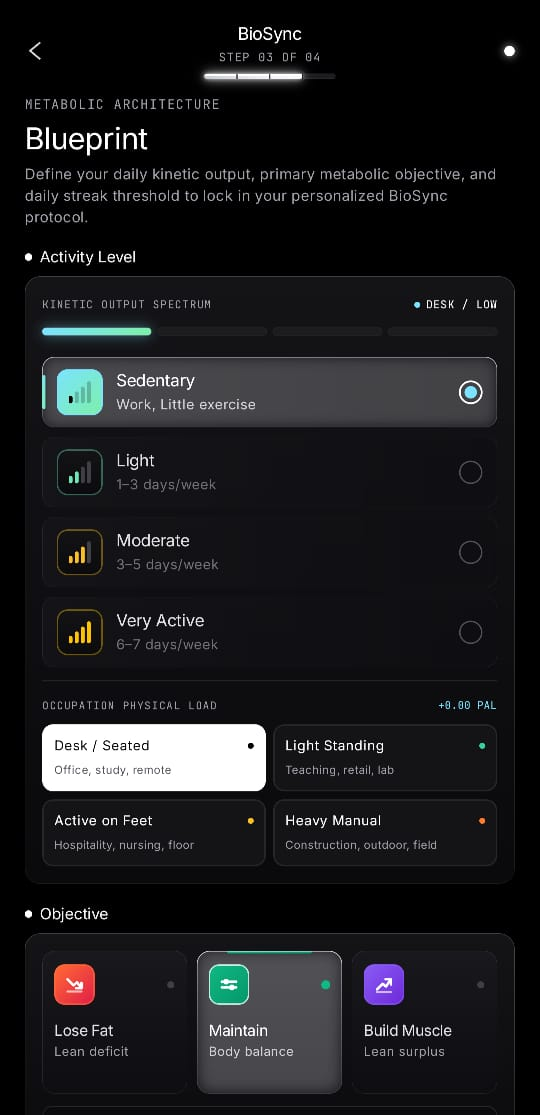 BioSync
STEP 03 OF 04
METABOLIC ARCHITECTURE
Blueprint
Define your daily kinetic output, primary metabolic objective, and
daily streak threshold to lock in your personalized BioSync
protocol.
Activity Level
KINETIC OUTPUT SPECTRUM
DESK / LOW
Sedentary
Work, Little exercise
Light
1–3 days/week
Moderate
3–5 days/week
Very Active
6–7 days/week
OCCUPATION PHYSICAL LOAD
+0.00 PAL
Desk / Seated
Office, study, remote
Light Standing
Teaching, retail, lab
Active on Feet
Hospitality, nursing, floor
Heavy Manual
Construction, outdoor, field
Objective
Lose Fat
Lean deficit
Maintain
Body balance
Build Muscle
Lean surplus